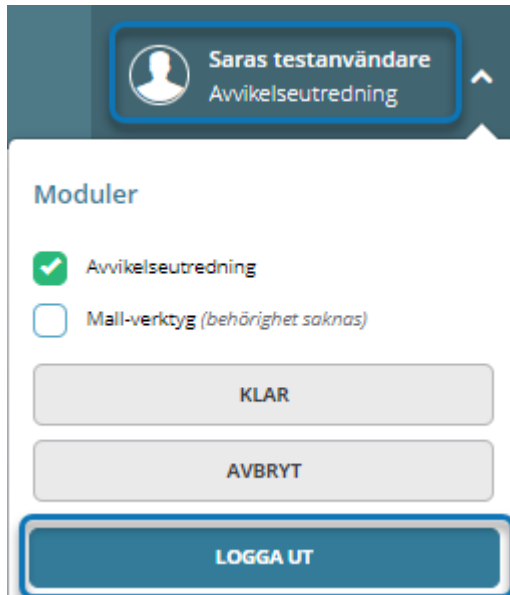 Saras testanvändare
Avvikelseutredning
Moduler
Avvikelseutredning
Mall-verktyg (behörighet saknas)
KLAR
AVBRYT
LOGGA UT